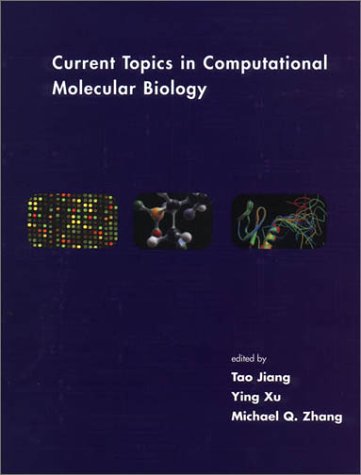 Current Topics in Computational
Molecular Biology
edited by
Tao Jiang
Ying Xu
Michael Q. Zhang